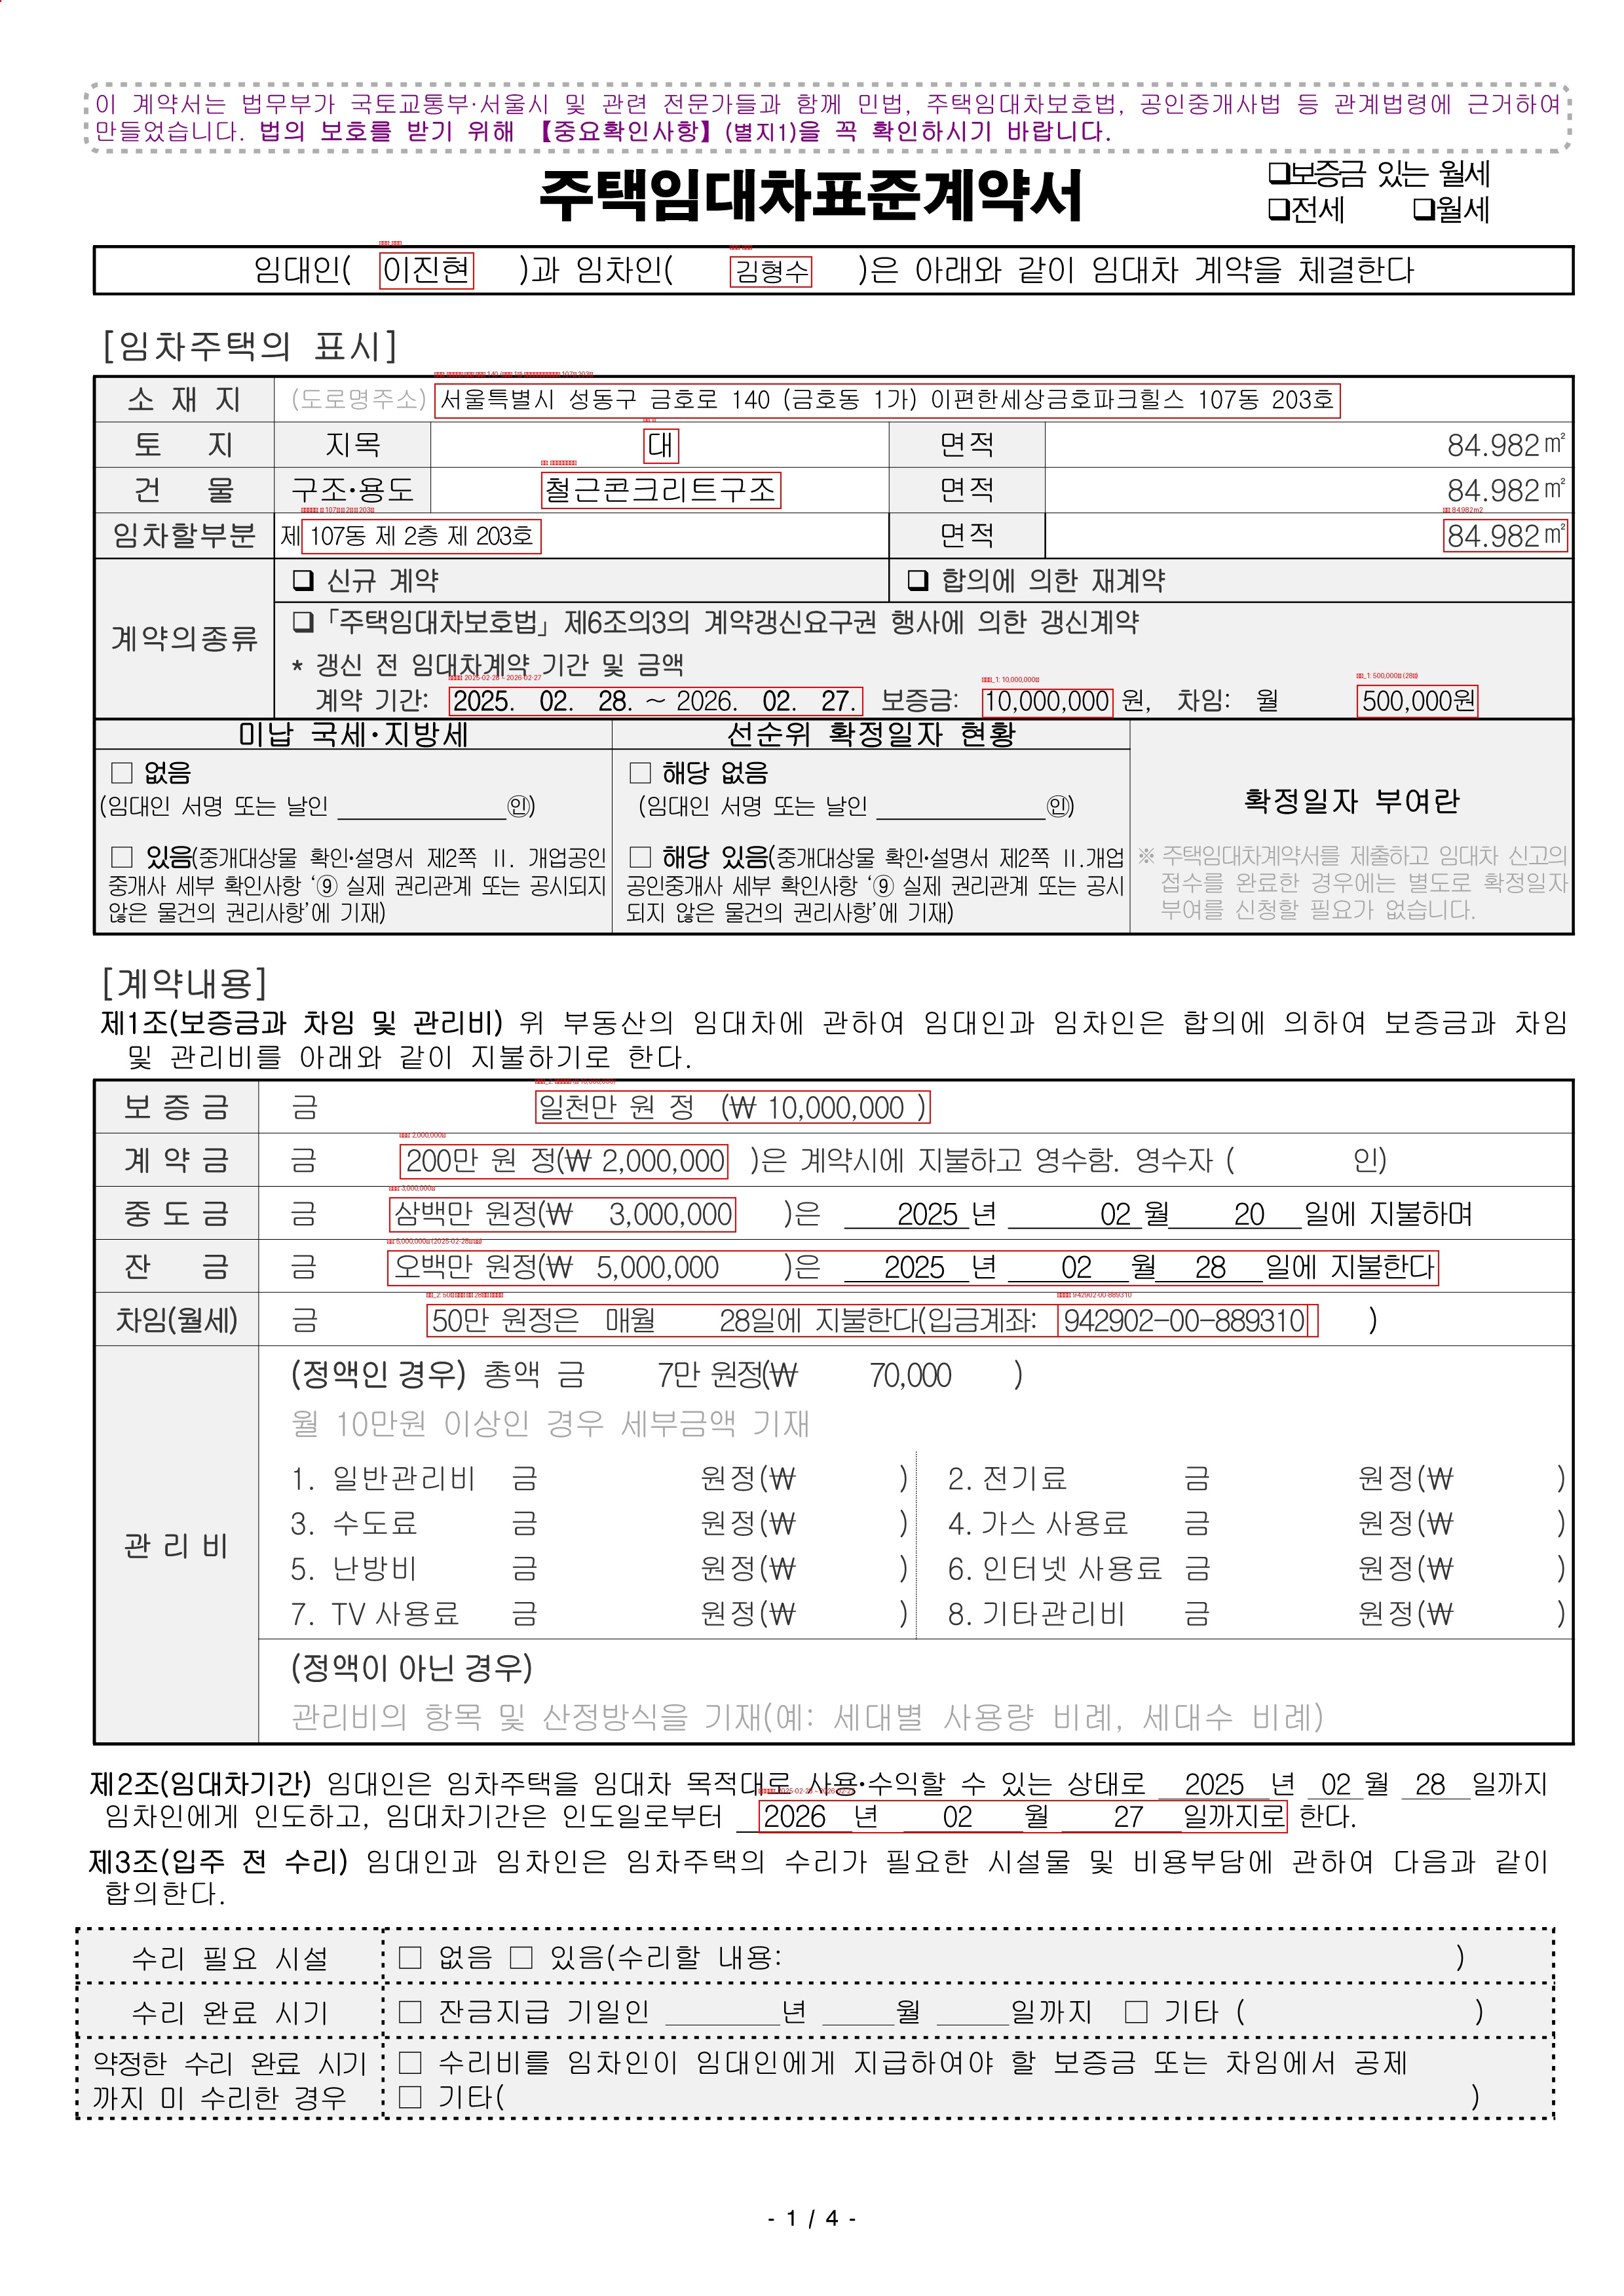 이 계약서는 법무부가 국토교통부·서울시 및 관련 전문가들과 함께 민법, 주택임대차보호법, 공인중개사법 등 관계법령에 근거하여
만들었습니다. 법의 보호를 받기 위해 【중요확인사항】(별지1)을 꼭 확인하시기 바랍니다.
주택임대차표준계약서
❑보증금 있는 월세
❑전세 ❑월세
임대인( 이진현 )과 임차인( 김형수 )은 아래와 같이 임대차 계약을 체결한다
[임차주택의 표시]
소 재 지 (도로명주소) 서울특별시 성동구 금호로 140 (금호동 1가) 이편한세상금호파크힐스 107동 203호
토 지 지목 대 면적 84.982㎡
건 물 구조·용도 철근콘크리트구조 면적 84.982㎡
84.982m2
임차할부분 제 107동 제 2층 제 203호 면적 84.982㎡
계약의종류 ❑ 신규 계약 ❑ 합의에 의한 재계약
❑「주택임대차보호법」제6조의3의 계약갱신요구권 행사에 의한 갱신계약
* 갱신 전 임대차계약 기간 및 금액
2025-02-28 ~ 2026-02-27
계약 기간: 2025. 02. 28. ~ 2026. 02. 27. 보증금: 10,000,000 원, 차임: 월 500,000원
미납 국세·지방세 선순위 확정일자 현황 확정일자 부여란
□ 없음 □ 해당 없음
(임대인 서명 또는 날인 ㊞) (임대인 서명 또는 날인 ㊞)
□ 있음(중개대상물 확인·설명서 제2쪽 Ⅱ. 개업공인
중개사 세부 확인사항 ‘⑨ 실제 권리관계 또는 공시되지
않은 물건의 권리사항’에 기재)
□ 해당 있음(중개대상물 확인·설명서 제2쪽 Ⅱ.개업
공인중개사 세부 확인사항 ‘⑨ 실제 권리관계 또는 공시
되지 않은 물건의 권리사항’에 기재)
※ 주택임대차계약서를 제출하고 임대차 신고의
접수를 완료한 경우에는 별도로 확정일자
부여를 신청할 필요가 없습니다.
[계약내용]
제1조(보증금과 차임 및 관리비) 위 부동산의 임대차에 관하여 임대인과 임차인은 합의에 의하여 보증금과 차임
및 관리비를 아래와 같이 지불하기로 한다.
보 증 금 금 일천만 원 정 (₩ 10,000,000 )
계 약 금 금 200만 원 정(₩ 2,000,000 )은 계약시에 지불하고 영수함. 영수자 ( 인)
중 도 금 금 삼백만 원정(₩ 3,000,000 )은 2025 년 02 월 20 일에 지불하며
잔 금 금 오백만 원정(₩ 5,000,000 )은 2025 년 02 월 28 일에 지불한다
942902-00-889310
차임(월세) 금 50만 원정은 매월 28일에 지불한다(입금계좌: 942902-00-889310 )
관 리 비 (정액인 경우) 총액 금 7만 원정(₩ 70,000 )
월 10만원 이상인 경우 세부금액 기재
1. 일반관리비 금 원정(₩ ) 2. 전기료 금 원정(₩ )
3. 수도료 금 원정(₩ ) 4. 가스 사용료 금 원정(₩ )
5. 난방비 금 원정(₩ ) 6. 인터넷 사용료 금 원정(₩ )
7. TV 사용료 금 원정(₩ ) 8. 기타관리비 금 원정(₩ )
(정액이 아닌 경우)
관리비의 항목 및 산정방식을 기재(예: 세대별 사용량 비례, 세대수 비례)
제2조(임대차기간) 임대인은 임차주택을 임대차 목적대로 사용·수익할 수 있는 상태로 2025 년 02 월 28 일까지
임차인에게 인도하고, 임대차기간은 인도일로부터 2026 년 02 월 27 일까지로 한다.
제3조(입주 전 수리) 임대인과 임차인은 임차주택의 수리가 필요한 시설물 및 비용부담에 관하여 다음과 같이
합의한다.
수리 필요 시설 □ 없음 □ 있음(수리할 내용: )
수리 완료 시기 □ 잔금지급 기일인 년 월 일까지 □ 기타 ( )
약정한 수리 완료 시기
까지 미 수리한 경우
□ 수리비를 임차인이 임대인에게 지급하여야 할 보증금 또는 차임에서 공제
□ 기타( )
- 1 / 4 -